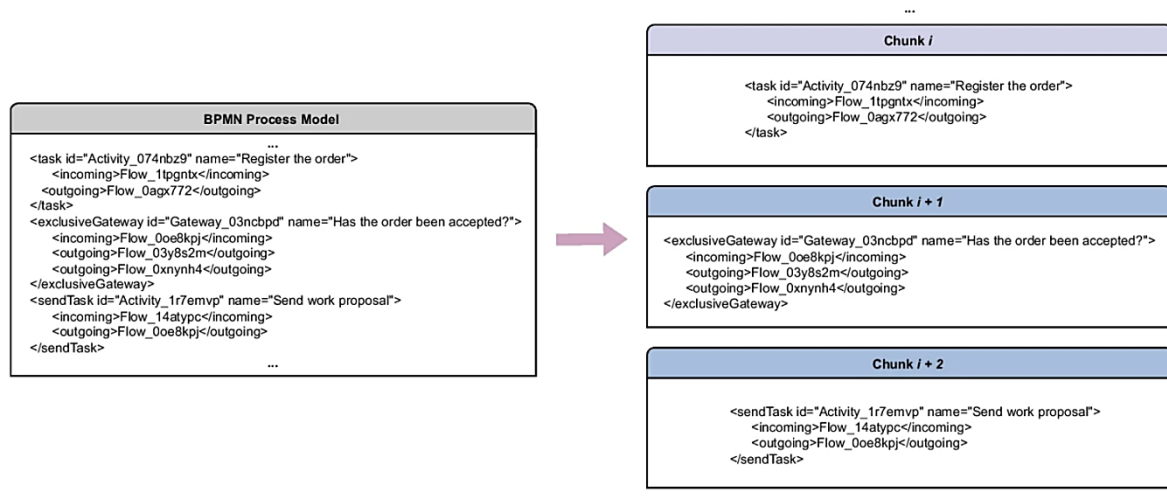 BPMN Process Model
...
<task id="Activity_074nbz9" name="Register the order">
<incoming>Flow_1tpgntx</incoming>
<outgoing>Flow_0agx772</outgoing>
</task>
<exclusiveGateway id="Gateway_03ncbpd" name="Has the order been accepted?">
<incoming>Flow_0oe8kpj</incoming>
<outgoing>Flow_03y8s2m</outgoing>
<outgoing>Flow_0xnynh4</outgoing>
</exclusiveGateway>
<sendTask id="Activity_1r7emvp" name="Send work proposal">
<incoming>Flow_14atypc</incoming>
<outgoing>Flow_0oe8kpj</outgoing>
</sendTask>
...
...
Chunk i
<task id="Activity_074nbz9" name="Register the order">
<incoming>Flow_1tpgntx</incoming>
<outgoing>Flow_0agx772</outgoing>
</task>
Chunk i + 1
<exclusiveGateway id="Gateway_03ncbpd" name="Has the order been accepted?">
<incoming>Flow_0oe8kpj</incoming>
<outgoing>Flow_03y8s2m</outgoing>
<outgoing>Flow_0xnynh4</outgoing>
</exclusiveGateway>
Chunk i + 2
<sendTask id="Activity_1r7emvp" name="Send work proposal">
<incoming>Flow_14atypc</incoming>
<outgoing>Flow_0oe8kpj</outgoing>
</sendTask>